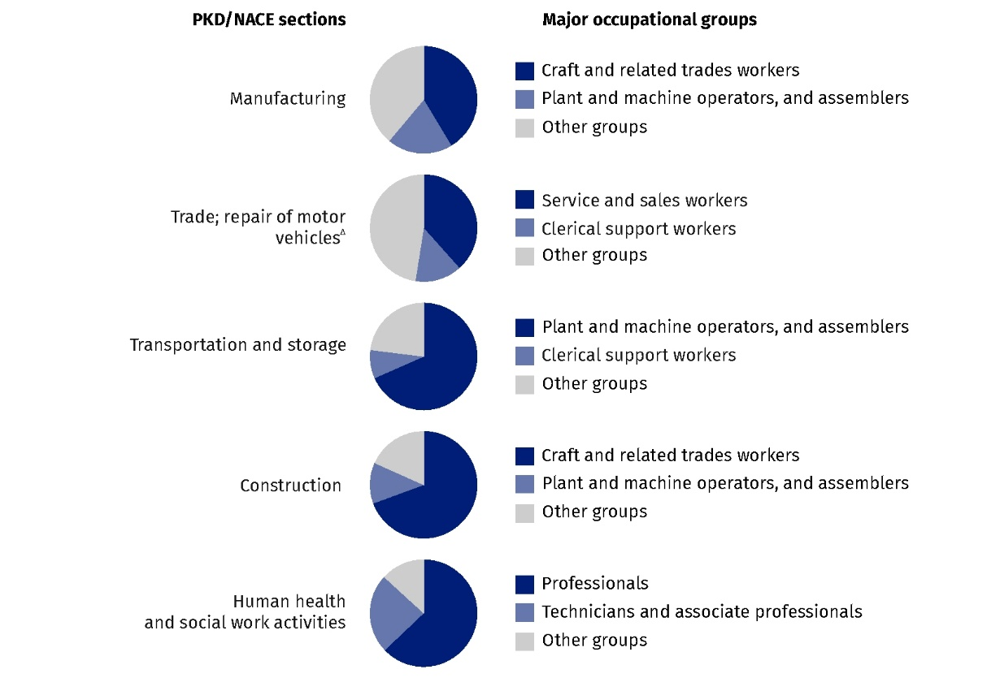 PKD/NACE sections
Major occupational groups
Manufacturing
Craft and related trades workers
Plant and machine operators, and assemblers
Other groups
Trade; repair of motor
vehiclesΔ
Service and sales workers
Clerical support workers
Other groups
Transportation and storage
Plant and machine operators, and assemblers
Clerical support workers
Other groups
Construction
Craft and related trades workers
Plant and machine operators, and assemblers
Other groups
Human health
and social work activities
Professionals
Technicians and associate professionals
Other groups